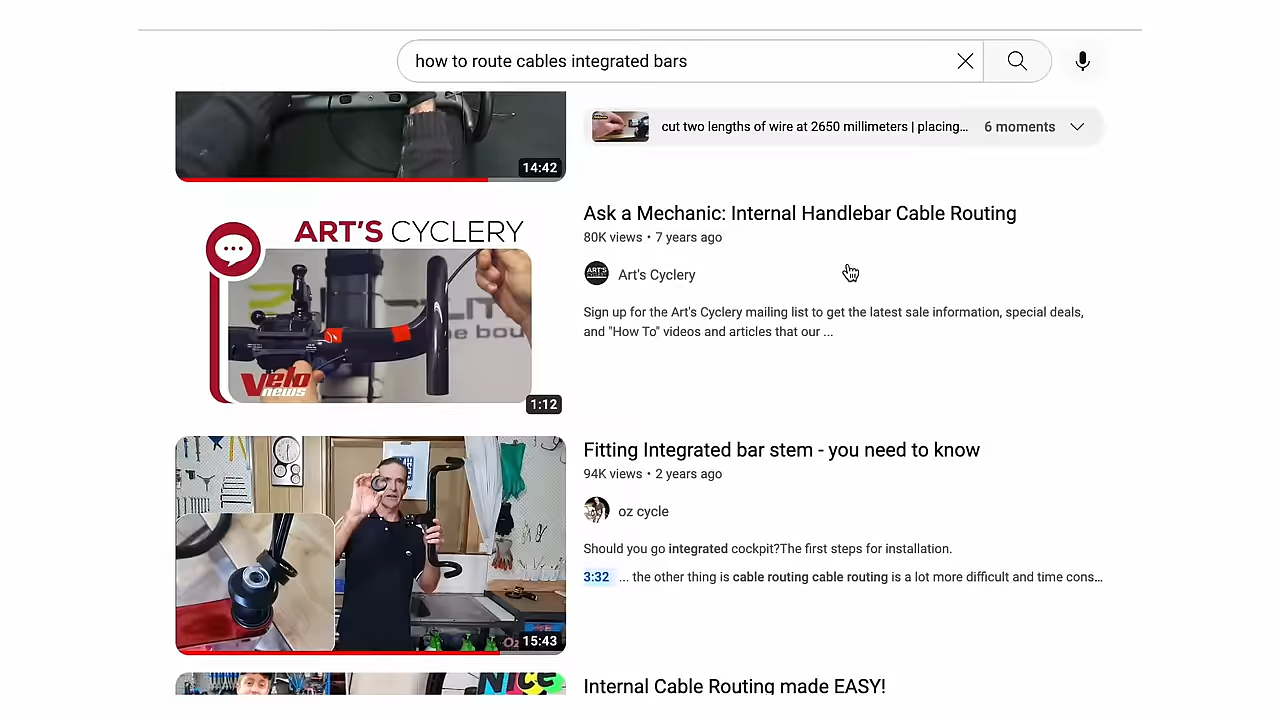 how to route cables integrated bars
14:42
cut two lengths of wire at 2650 millimeters | placing...
6 moments
ART'S CYCLERY
Velo
news
1:12
Ask a Mechanic: Internal Handlebar Cable Routing
80K views • 7 years ago
ART'S
Art's Cyclery
Sign up for the Art's Cyclery mailing list to get the latest sale information, special deals,
and "How To" videos and articles that our ...
15:43
Fitting Integrated bar stem - you need to know
94K views • 2 years ago
oz cycle
Should you go integrated cockpit?The first steps for installation.
3:32 ... the other thing is cable routing cable routing is a lot more difficult and time cons...
NICE
Internal Cable Routing made EASY!